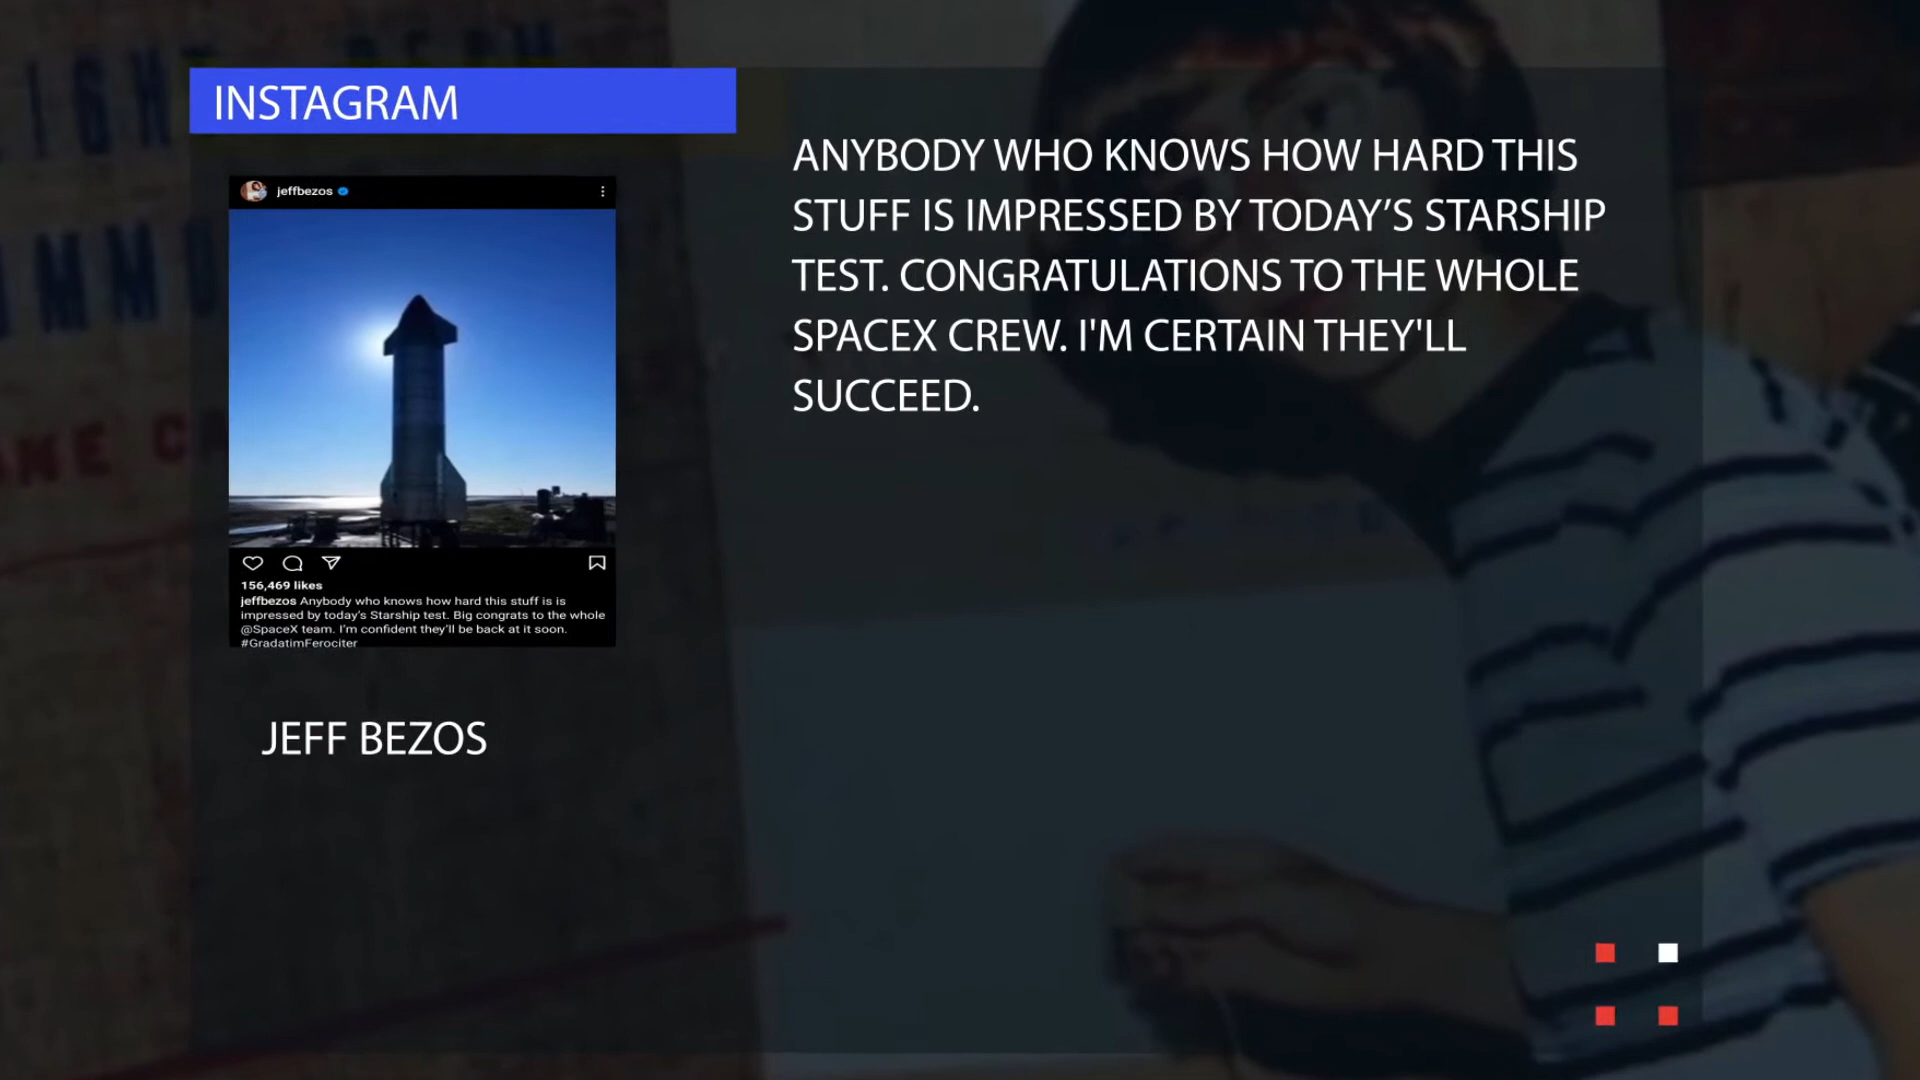 INSTAGRAM
jeffbezos
156,469 likes
jeffbezos Anybody who knows how hard this stuff is is
impressed by today's Starship test. Big congrats to the whole
@SpaceX team. I'm confident they'll be back at it soon.
#GradatimFerociter
JEFF BEZOS
ANYBODY WHO KNOWS HOW HARD THIS
STUFF IS IMPRESSED BY TODAY’S STARSHIP
TEST. CONGRATULATIONS TO THE WHOLE
SPACEX CREW. I'M CERTAIN THEY'LL
SUCCEED.